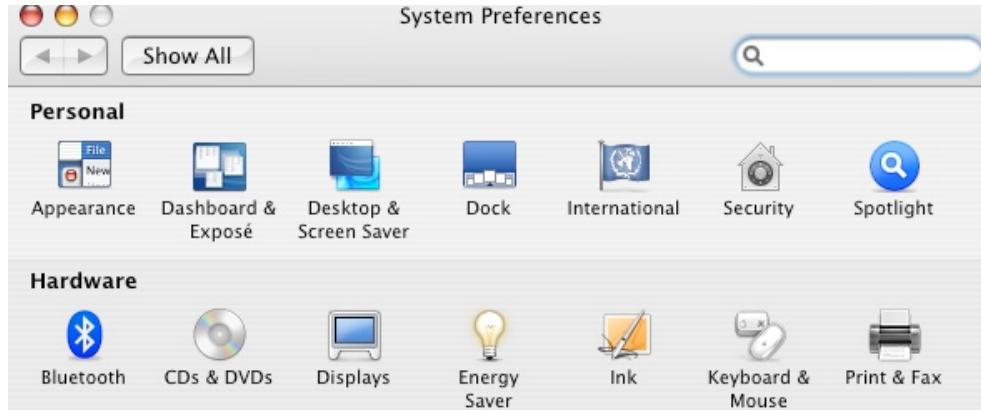 System Preferences
Show All
Personal
File
New
Appearance
Dashboard & Exposé
Desktop & Screen Saver
Dock
International
Security
Spotlight
Hardware
Bluetooth
CDs & DVDs
Displays
Energy Saver
Ink
Keyboard & Mouse
Print & Fax